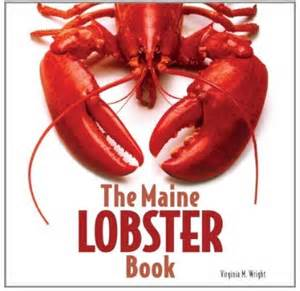 The Maine
LOBSTER
Book
Virginia M. Wright